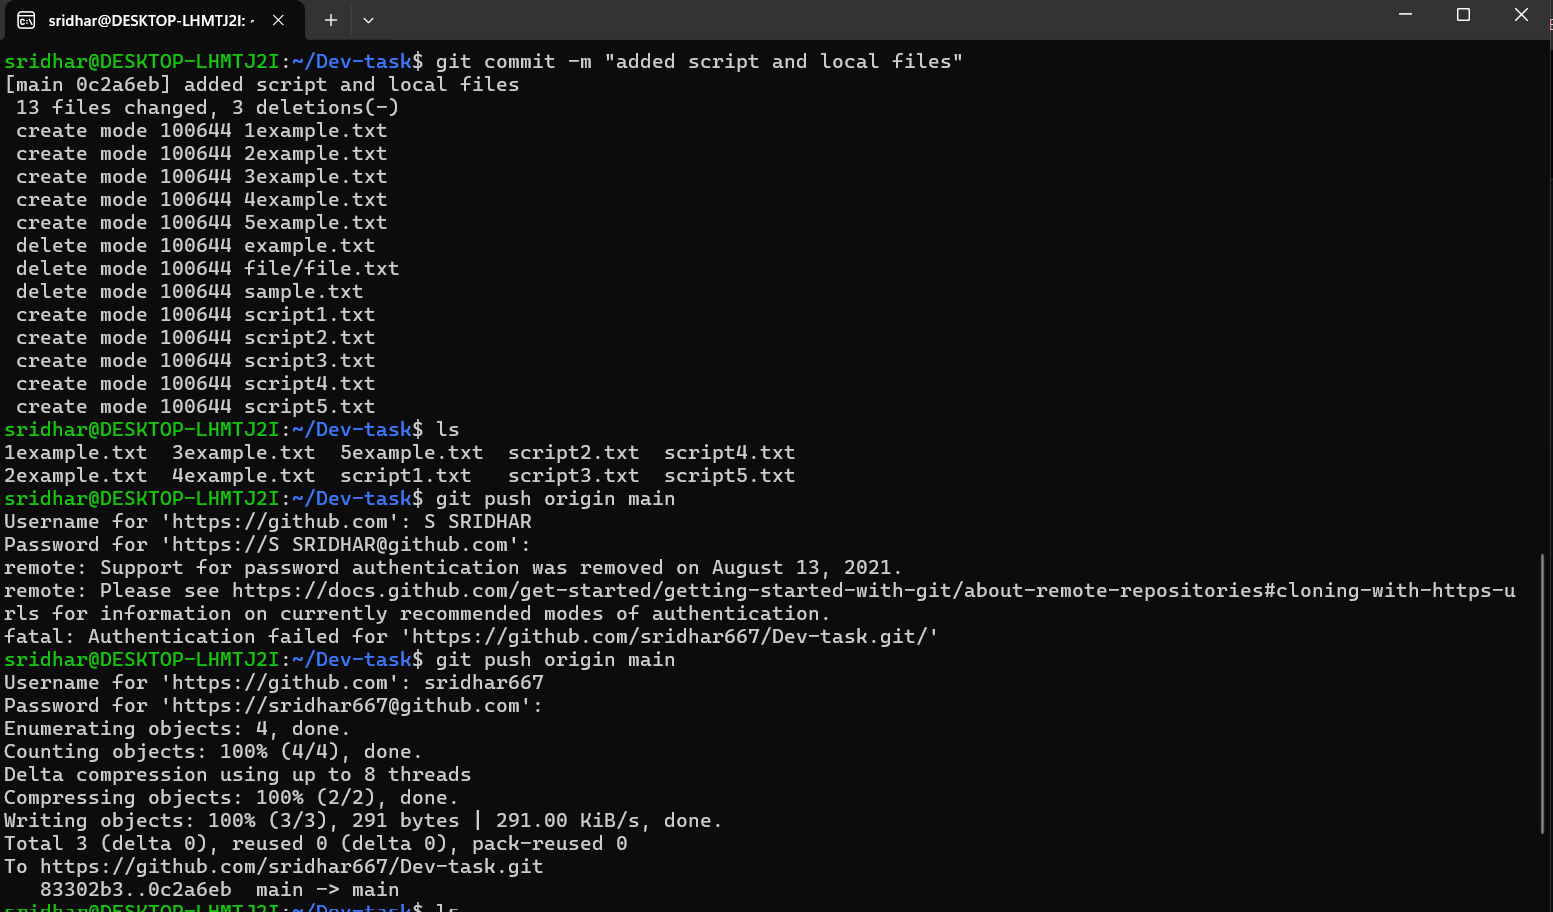 sridhar@DESKTOP-LHMTJ2I: ~
sridhar@DESKTOP-LHMTJ2I:~/Dev-task$ git commit -m "added script and local files"
[main 0c2a6eb] added script and local files
 13 files changed, 3 deletions(-)
 create mode 100644 1example.txt
 create mode 100644 2example.txt
 create mode 100644 3example.txt
 create mode 100644 4example.txt
 create mode 100644 5example.txt
 delete mode 100644 example.txt
 delete mode 100644 file/file.txt
 delete mode 100644 sample.txt
 create mode 100644 script1.txt
 create mode 100644 script2.txt
 create mode 100644 script3.txt
 create mode 100644 script4.txt
 create mode 100644 script5.txt
sridhar@DESKTOP-LHMTJ2I:~/Dev-task$ ls
1example.txt  3example.txt  5example.txt  script2.txt  script4.txt
2example.txt  4example.txt  script1.txt   script3.txt  script5.txt
sridhar@DESKTOP-LHMTJ2I:~/Dev-task$ git push origin main
Username for 'https://github.com': S SRIDHAR
Password for 'https://S SRIDHAR@github.com':
remote: Support for password authentication was removed on August 13, 2021.
remote: Please see https://docs.github.com/get-started/getting-started-with-git/about-remote-repositories#cloning-with-https-u
rls for information on currently recommended modes of authentication.
fatal: Authentication failed for 'https://github.com/sridhar667/Dev-task.git/'
sridhar@DESKTOP-LHMTJ2I:~/Dev-task$ git push origin main
Username for 'https://github.com': sridhar667
Password for 'https://sridhar667@github.com':
Enumerating objects: 4, done.
Counting objects: 100% (4/4), done.
Delta compression using up to 8 threads
Compressing objects: 100% (2/2), done.
Writing objects: 100% (3/3), 291 bytes | 291.00 KiB/s, done.
Total 3 (delta 0), reused 0 (delta 0), pack-reused 0
To https://github.com/sridhar667/Dev-task.git
   83302b3..0c2a6eb  main -> main
sridhar@DESKTOP-LHMTJ2I:~/Dev-task$ ls